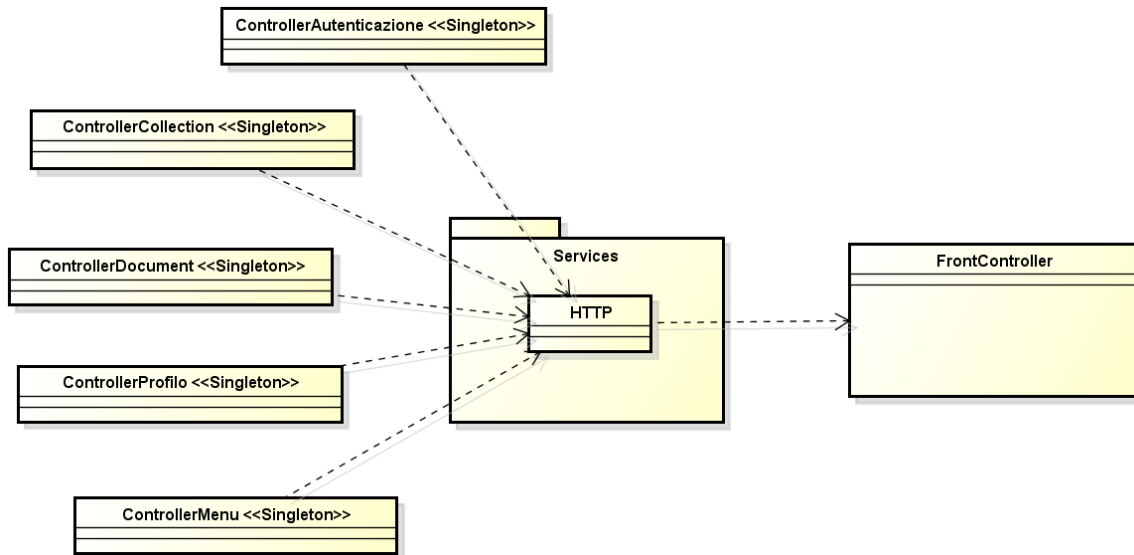 ControllerAutenticazione <<Singleton>>
ControllerCollection <<Singleton>>
ControllerDocument <<Singleton>>
ControllerProfilo <<Singleton>>
ControllerMenu <<Singleton>>
Services
HTTP
FrontController